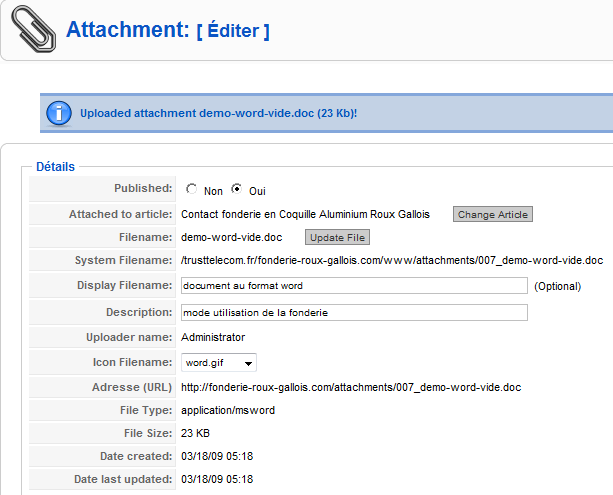 Attachment: [ Éditer ]
Uploaded attachment demo-word-vide.doc (23 Kb)!
Détails
Published: Non Oui
Attached to article: Contact fonderie en Coquille Aluminium Roux Gallois Change Article
Filename: demo-word-vide.doc Update File
System Filename: /trusttelecom.fr/fonderie-roux-gallois.com/www/attachments/007_demo-word-vide.doc
Display Filename: document au format word (Optional)
Description: mode utilisation de la fonderie
Uploader name: Administrator
Icon Filename: word.gif
Adresse (URL) http://fonderie-roux-gallois.com/attachments/007_demo-word-vide.doc
File Type: application/msword
File Size: 23 KB
Date created: 03/18/09 05:18
Date last updated: 03/18/09 05:18